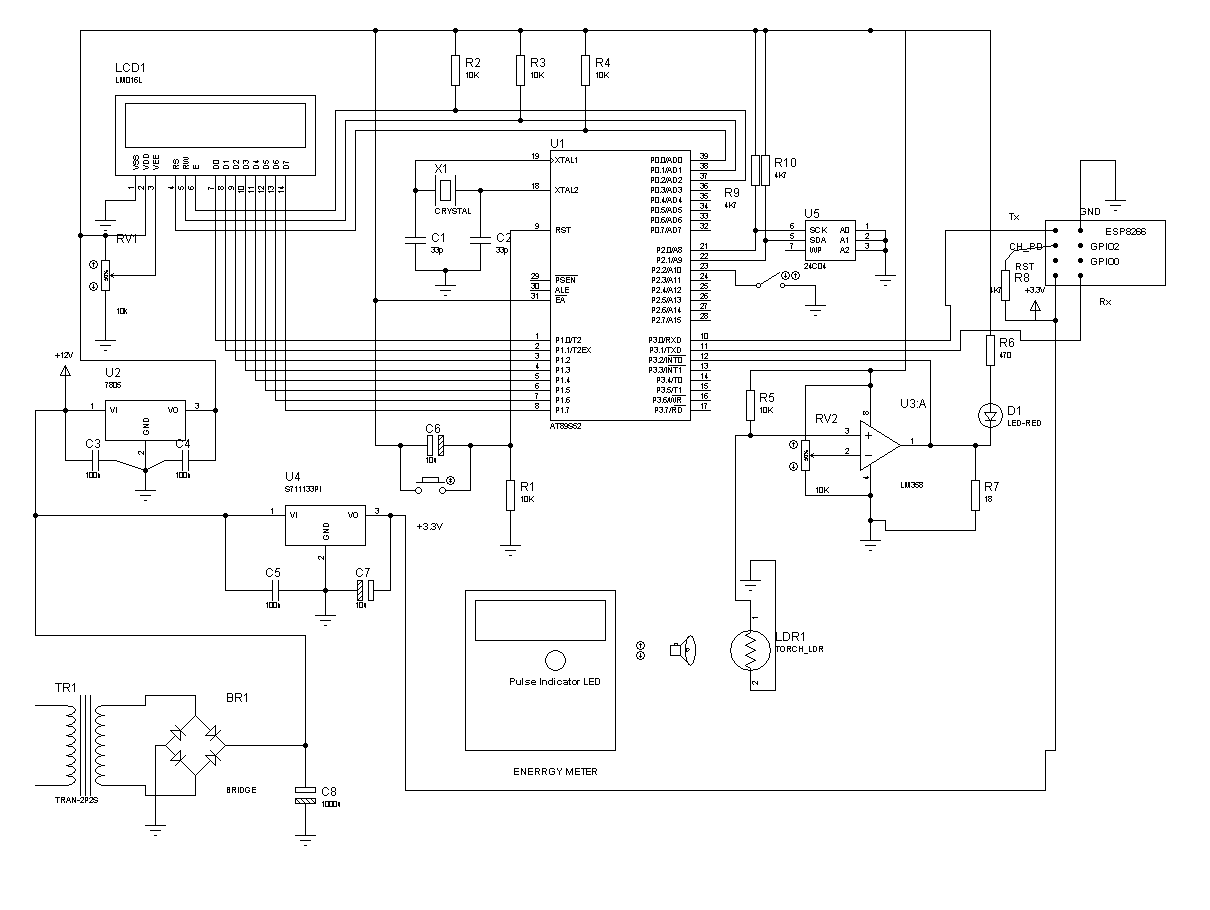 LCD1
LM016L
VSS
VDD
VEE
RS
RW
E
D0
D1
D2
D3
D4
D5
D6
D7
1
2
3
4
5
6
7
8
9
10
11
12
13
14
R2
10K
R3
10K
R4
10K
RV1
50%
10k
X1
CRYSTAL
C1
33p
C2
33p
U1
AT89S52
19
XTAL1
18
XTAL2
9
RST
29
PSEN
30
ALE
31
EA
1
P1.0/T2
2
P1.1/T2EX
3
P1.2
4
P1.3
5
P1.4
6
P1.5
7
P1.6
8
P1.7
P0.0/AD0
39
P0.1/AD1
38
P0.2/AD2
37
P0.3/AD3
36
P0.4/AD4
35
P0.5/AD5
34
P0.6/AD6
33
P0.7/AD7
32
P2.0/A8
21
P2.1/A9
22
P2.2/A10
23
P2.3/A11
24
P2.4/A12
25
P2.5/A13
26
P2.6/A14
27
P2.7/A15
28
P3.0/RXD
10
P3.1/TXD
11
P3.2/INT0
12
P3.3/INT1
13
P3.4/T0
14
P3.5/T1
15
P3.6/WR
16
P3.7/RD
17
R10
4K7
R9
4K7
U5
24C04
6
SCK
5
SDA
7
WP
A0
1
A1
2
A2
3
Tx
GND
ESP8266
CH_PD
GPIO2
RST
GPIO0
R8
4K7
+3.3V
Rx
R6
470
D1
LED-RED
R5
10K
RV2
50%
10K
U3:A
LM358
8
3
2
1
4
R7
18
+12V
U2
7805
1
VI
VO
3
GND
2
C3
100n
C4
100n
C6
10u
R1
10K
U4
S711133PI
1
VI
VO
3
GND
2
+3.3V
C5
100n
C7
10u
Pulse Indicator LED
ENERRGY METER
LDR1
TORCH_LDR
1
2
TR1
TRAN-2P2S
BR1
BRIDGE
C8
1000u